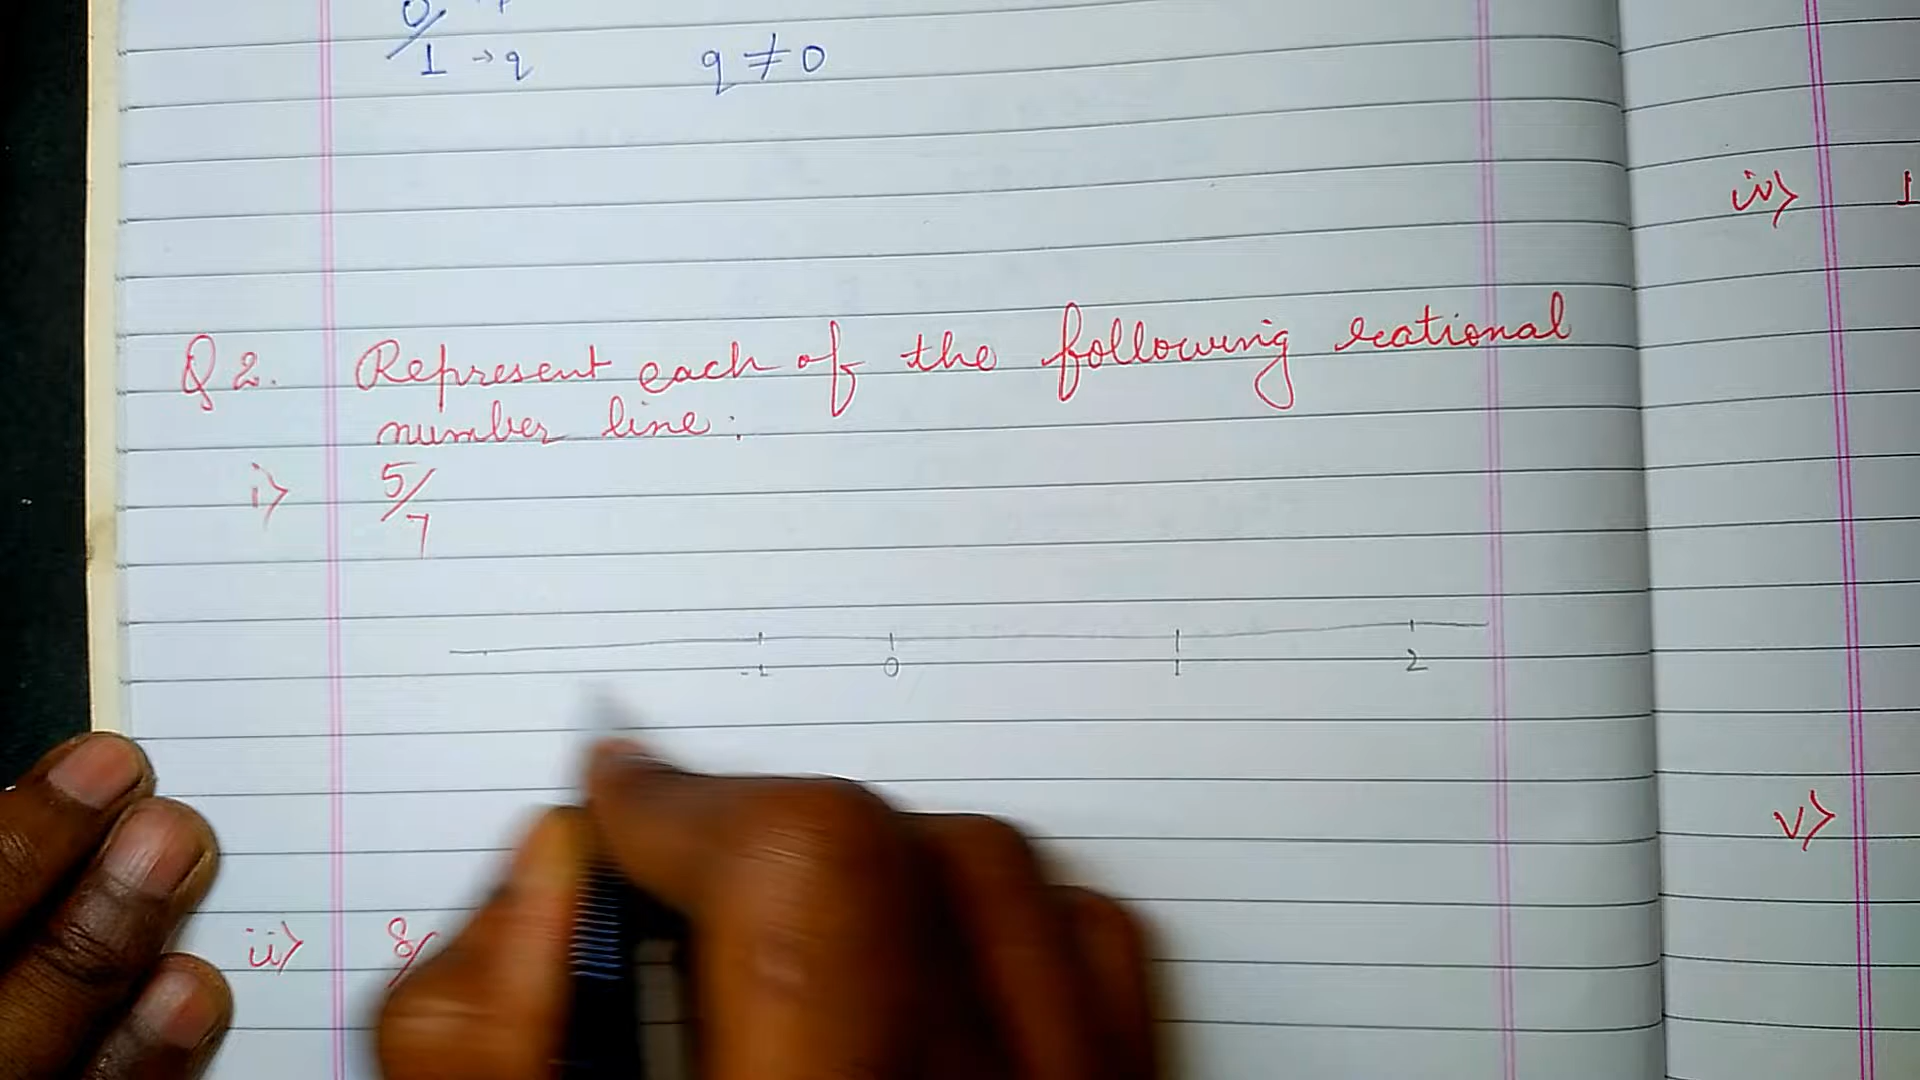 0/
1 → q q ≠ 0
Q 2. Represent each of the following rational
number line :
i> 5/7
-1 0 1 2
ii> 8/
iv> 1
v>